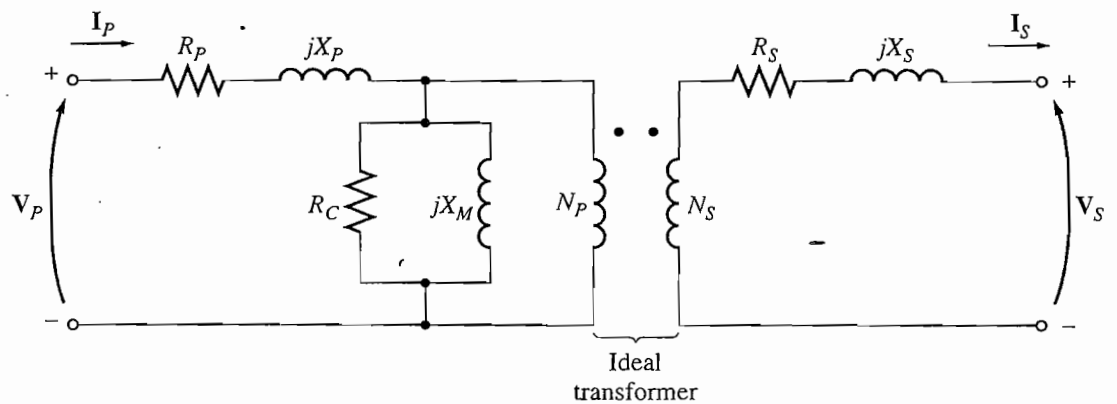 I_P
R_P
jX_P
R_S
jX_S
I_S
+
+
V_P
R_C
jX_M
N_P
N_S
V_S
−
−
Ideal
transformer